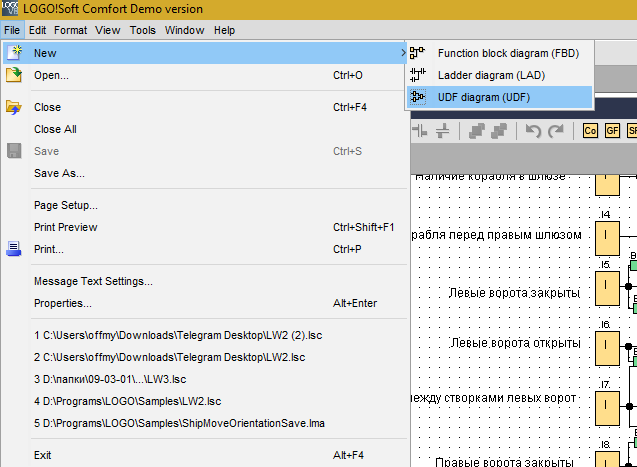 LOGO!Soft Comfort Demo version
File Edit Format View Tools Window Help
New
Function block diagram (FBD)
Ladder diagram (LAD)
UDF diagram (UDF)
Open... Ctrl+O
Close Ctrl+F4
Close All
Save Ctrl+S
Save As...
Page Setup...
Print Preview Ctrl+Shift+F1
Print... Ctrl+P
Message Text Settings...
Properties... Alt+Enter
1 C:\Users\offmy\Downloads\Telegram Desktop\LW2 (2).lsc
2 C:\Users\offmy\Downloads\Telegram Desktop\LW2.lsc
3 D:\папки\09-03-01\...\LW3.lsc
4 D:\Programs\LOGO\Samples\LW2.lsc
5 D:\Programs\LOGO\Samples\ShipMoveOrientationSave.lma
Exit Alt+F4
Co GF SF
Наличие корабля в шлюзе I
I4
рабля перед правым шлюзом I
I5
Левые ворота закрыты I
I6
Левые ворота открыты I
I7
между створками левых ворот I
I8
Правые ворота закрыты I